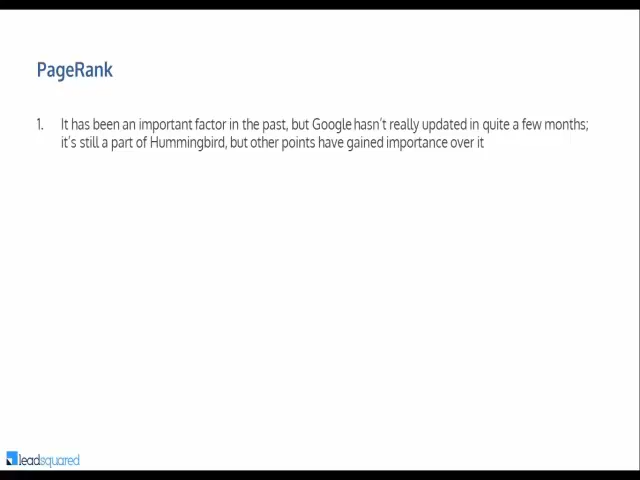 PageRank
1. It has been an important factor in the past, but Google hasn't really updated in quite a few months;
it's still a part of Hummingbird, but other points have gained importance over it
leadsquared